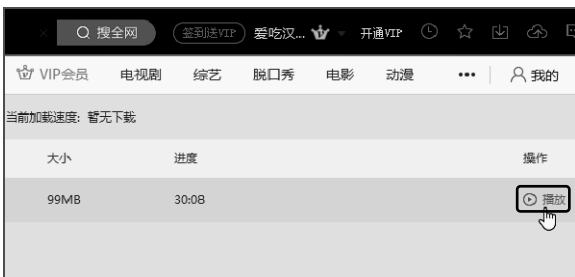 搜全网 签到送VIP 爱吃汉... 开通VIP
VIP会员 电视剧 综艺 脱口秀 电影 动漫 ••• 我的
当前加载速度: 暂无下载
大小 进度 操作
99MB 30:08 播放